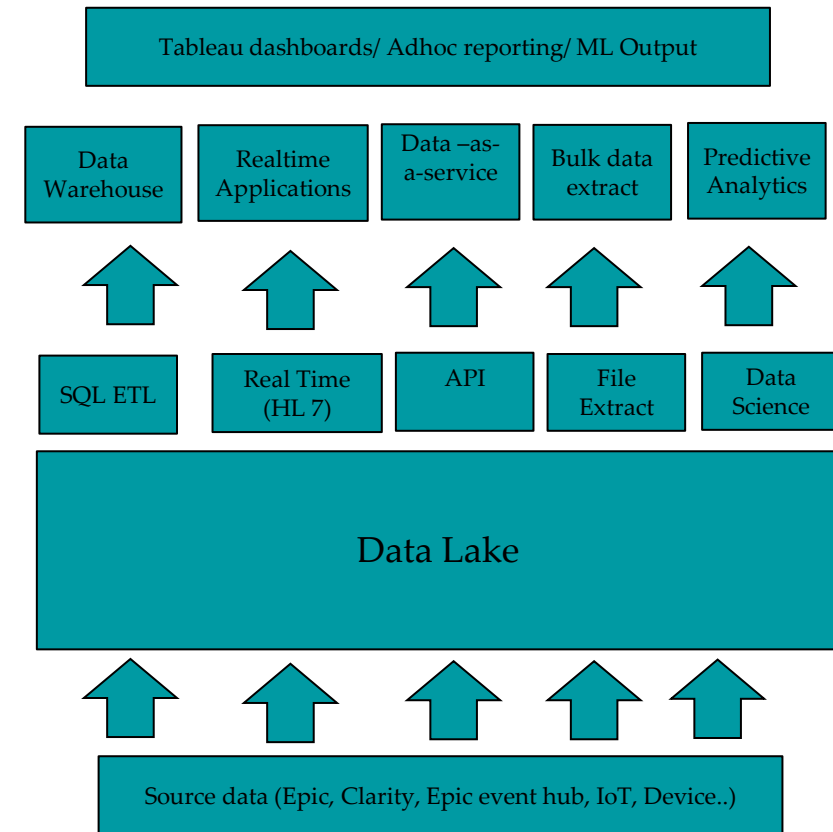 Tableau dashboards/ Adhoc reporting/ ML Output
Data
Warehouse
Realtime
Applications
Data –as-
a-service
Bulk data
extract
Predictive
Analytics
SQL ETL
Real Time
(HL 7)
API
File
Extract
Data
Science
Data Lake
Source data (Epic, Clarity, Epic event hub, IoT, Device..)